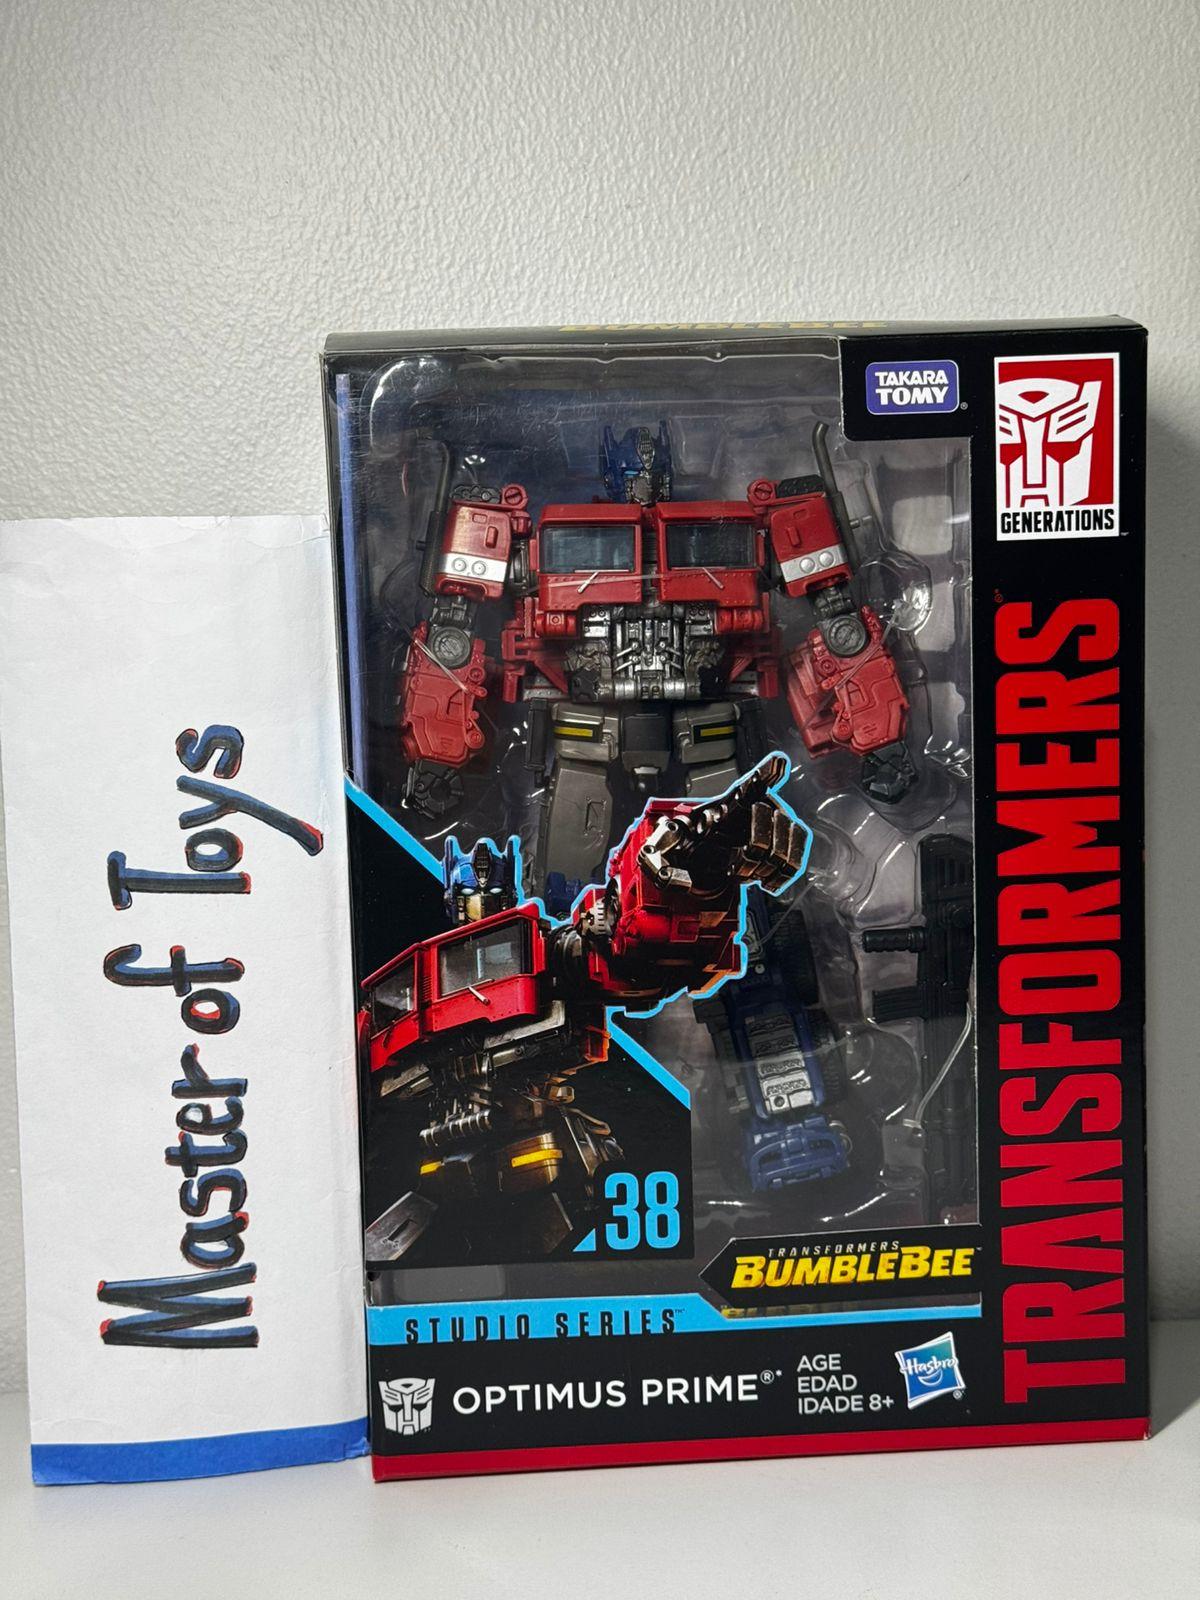 BUMBLEBEE
TAKARA
TOMY
GENERATIONS
TRANSFORMERS
Master of Toys
38
TRANSFORMERS
BUMBLEBEE
STUDIO SERIES™
OPTIMUS PRIME®*
AGE
EDAD
IDADE 8+
Hasbro